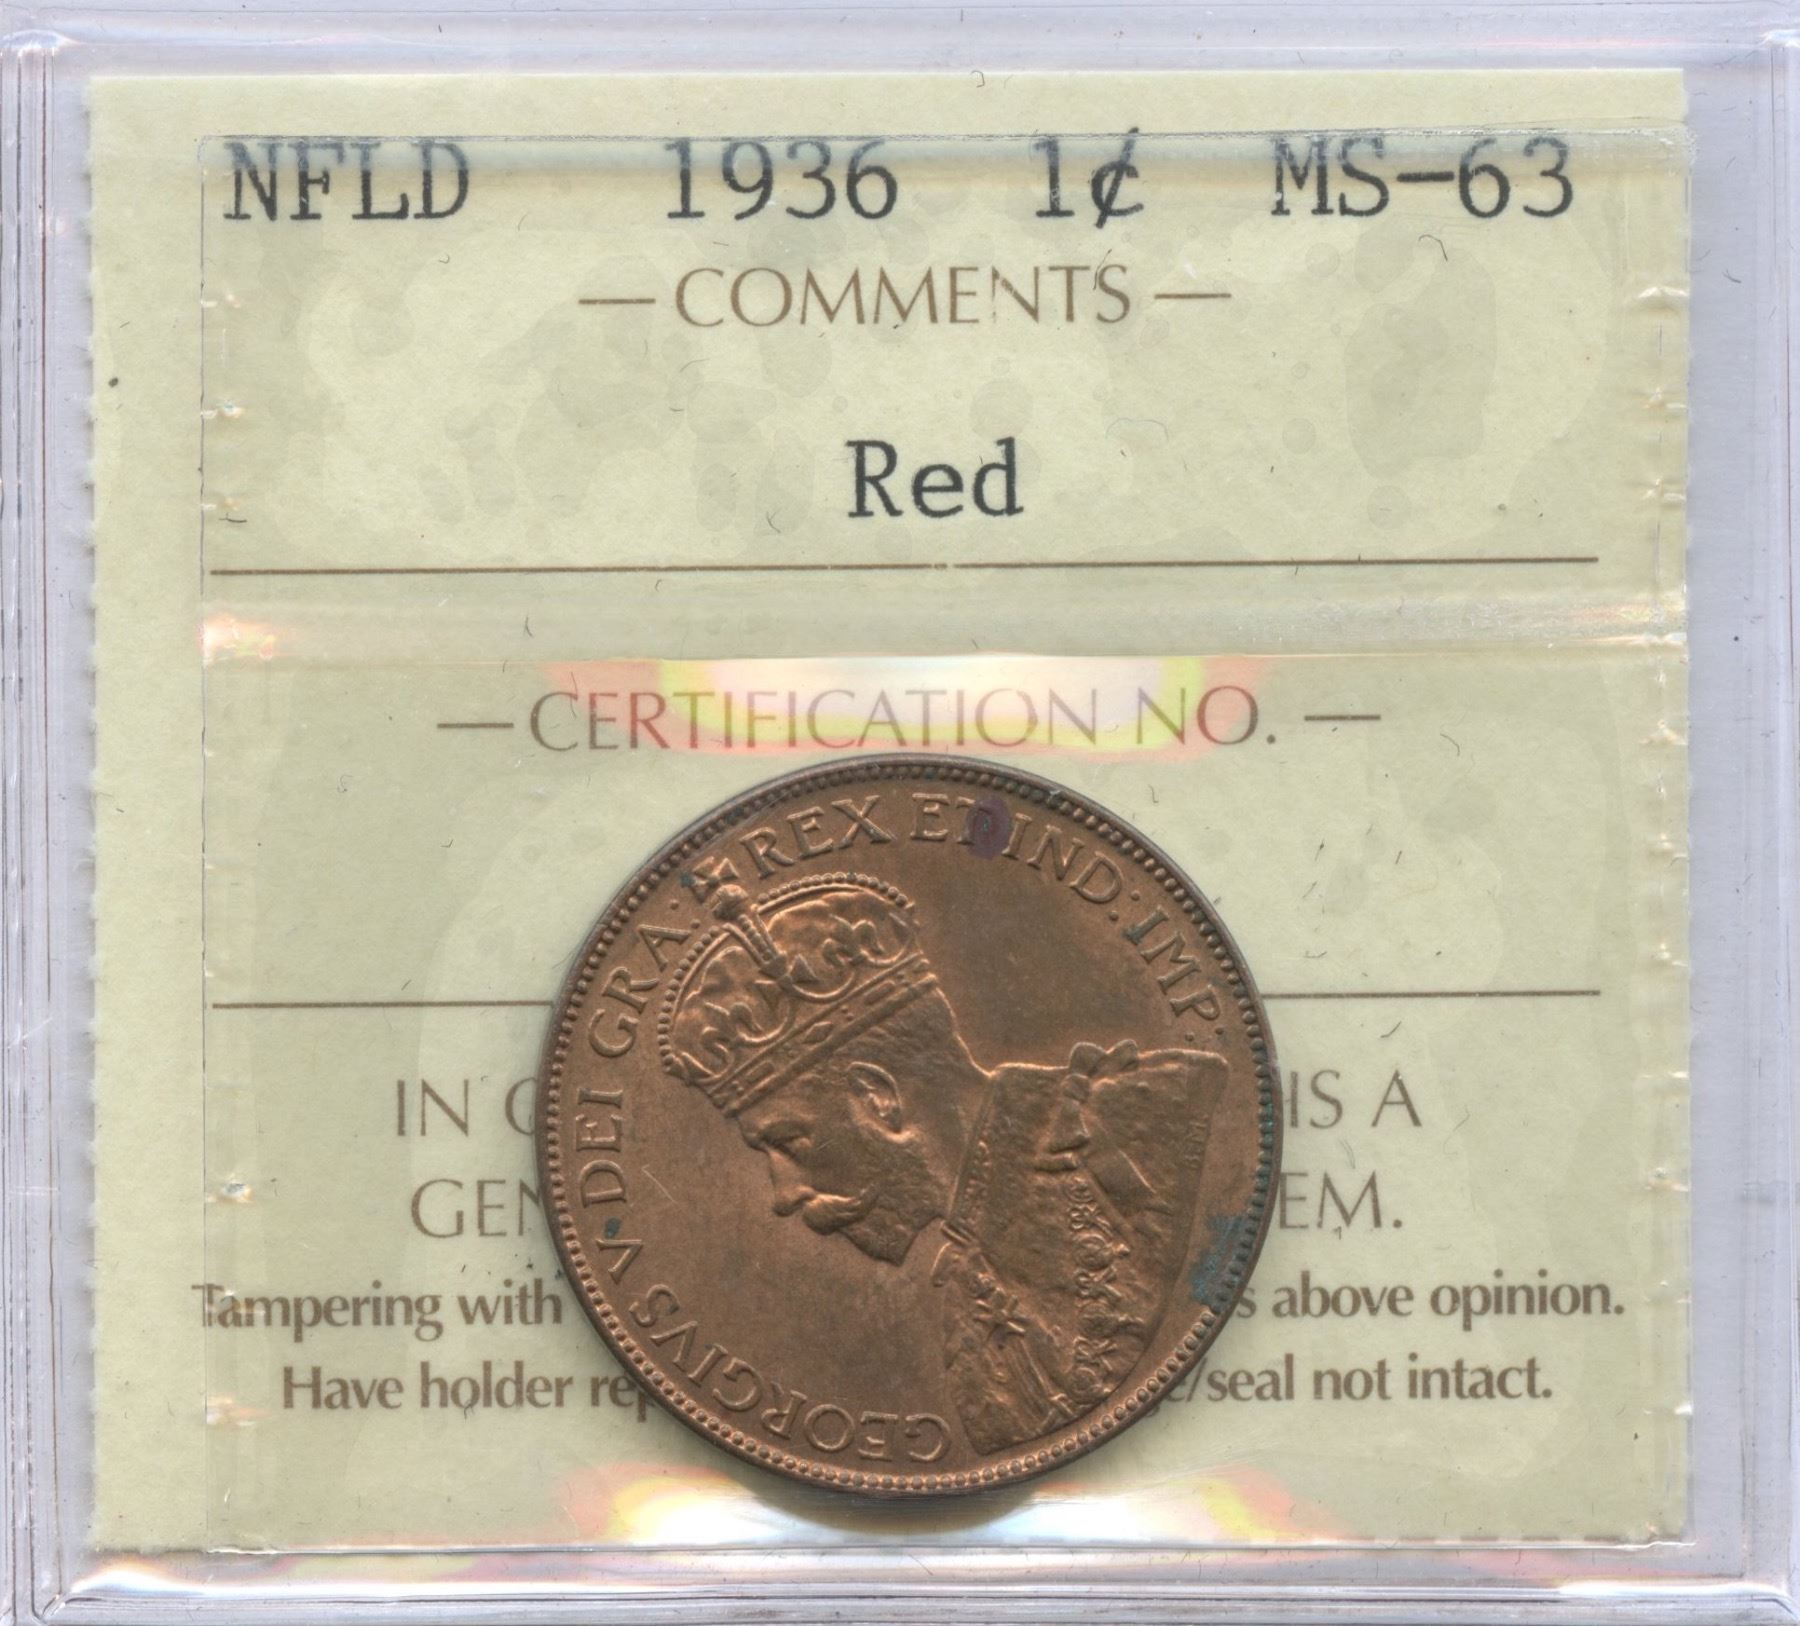 NFLD 1936 1¢ MS-63
— COMMENTS —
Red
— CERTIFICATION NO. —
GEORGIVS V DEI GRA: REX ET IND: IMP:
IN IS A
GEN EM.
Tampering with s above opinion.
Have holder rep e/seal not intact.